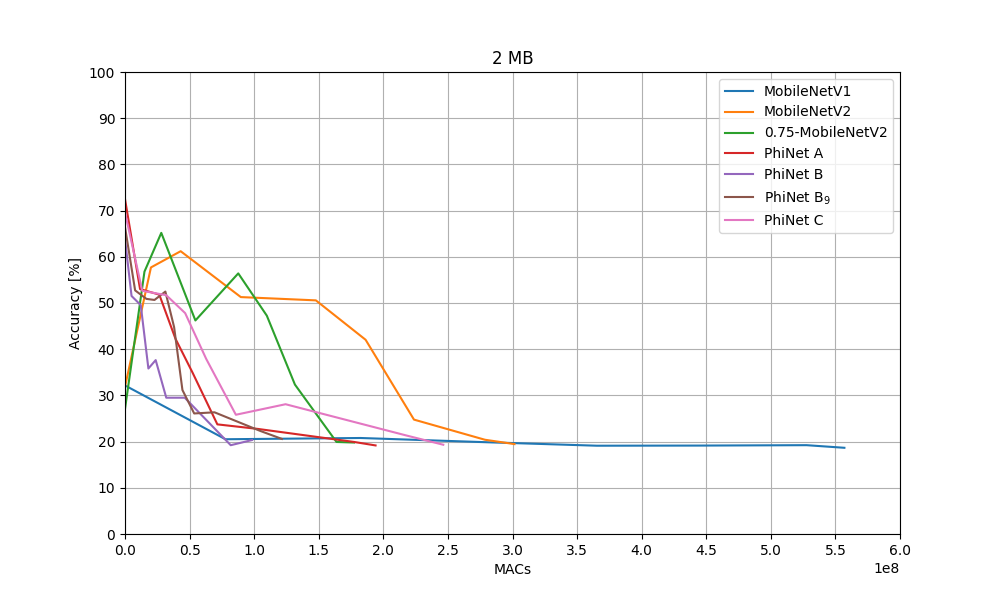 2 MB
100
90
80
70
60
50
40
30
20
10
0
Accuracy [%]
MobileNetV1
MobileNetV2
0.75-MobileNetV2
PhiNet A
PhiNet B
PhiNet B₉
PhiNet C
0.0 0.5 1.0 1.5 2.0 2.5 3.0 3.5 4.0 4.5 5.0 5.5 6.0
MACs
1e8